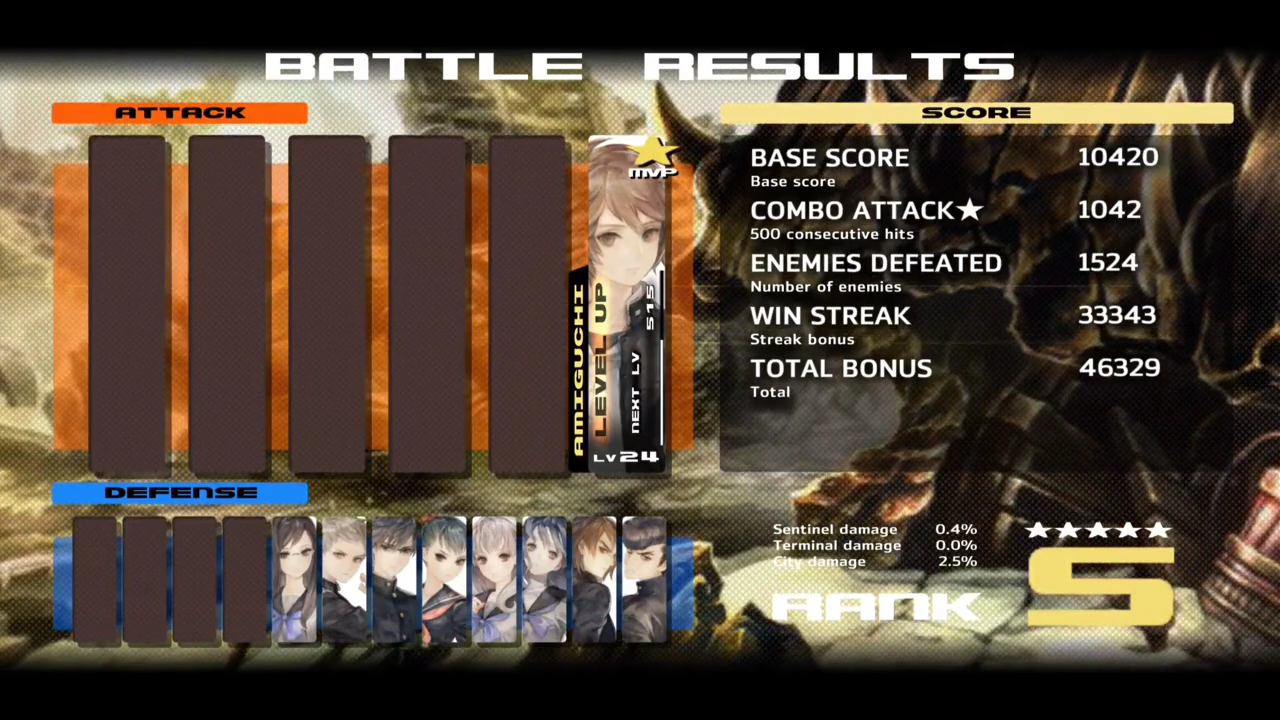 BATTLE RESULTS
ATTACK
MVP
AMIGUCHI
LEVEL UP
NEXT LV 515
LV 24
DEFENSE
SCORE
BASE SCORE 10420
Base score
COMBO ATTACK★ 1042
500 consecutive hits
ENEMIES DEFEATED 1524
Number of enemies
WIN STREAK 33343
Streak bonus
TOTAL BONUS 46329
Total
Sentinel damage 0.4%
Terminal damage 0.0%
City damage 2.5%
★★★★★
RANK S